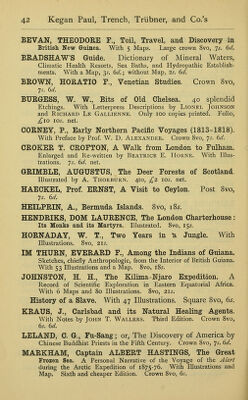 42 Kegan Paul, Trench, Trübner, and Co.'s
BEVAN, THEODORE F., Toil, Travel, and Discovery in
British New Guinea. With 5 Maps. Large crown 8vo, 7s. 6d.
BRADSHAW'S Guide. Dictionary of Mineral Waters,
Climatic Health Resorts, Sea Baths, and Hydropathic Establish-
ments. With a Map, 3s. 6d.; without Map, 2s. 6d.
BROWN, HORATIO F., Venetian Studies. Crown 8vo,
7s. 6d.
BURGESS, W. W., Bits of Old Chelsea. 40 splendid
Etchings. With Letterpress Descriptions by LIONEL JOHNSON
and RICHARD LE GALLIENNE. Only 100 copies printed. Folio,
£10 10s. net.
CORNEY, P., Early Northern Pacific Voyages (1813-1818).
With Preface by Prof. W. D. ALEXANDER. Crown 8vo, 7s. 6d.
CROKER T. CROFTON, A Walk from London to Fulham.
Enlarged and Re-written by BEATRICE E. HORNE. With Illus-
trations. 7s. 6d. net.
GRIMBLE, AUGUSTUS, The Deer Forests of Scotland.
Illustrated by A. THORBURN. 4to, £2 10s. net.
HAECKEL, Prof. ERNST, A Visit to Ceylon. Post 8vo,
7s. 6d.
HEILPRIN, A., Bermuda Islands. 8vo, 18s.
HENDRIKS, DOM LAURENCE, The London Charterhouse:
Its Monks and its Martyrs. Illustrated. 8vo, 15s.
HORNADAY, W. T., Two Years in a Jungle. With
Illustrations. 8vo, 21s.
IM THURN, EVERARD F., Among the Indians of Guiana.
Sketches, chiefly Anthropologic, from the Interior of British Guiana.
With 53 Illustrations and a Map. 8vo, 18s.
JOHNSTON, H. H., The Kilima-Njaro Expedition. A
Record of Scientific Exploration in Eastern Equatorial Africa.
With 6 Maps and 80 Illustrations. 8vo, 21s.
History of a Slave. With 47 Illustrations. Square 8vo, 6s.
KRAUS, J., Carlsbad and its Natural Healing Agents.
With Notes by JOHN T. WALLERS. Third Edition. Crown 8vo,
6s. 6d.
LELAND, C. G., Fu-Sang; or, The Discovery of America by
Chinese Buddhist Priests in the Fifth Century. Crown 8vo, 7s. 6d.
MARKHAM, Captain ALBERT HASTINGS, The Great
Frozen Sea. A Personal Narrative of the Voyage of the Alert
during the Arctic Expedition of 1875-76. With Illustrations and
Map. Sixth and cheaper Edition. Crown 8vo, 6s.